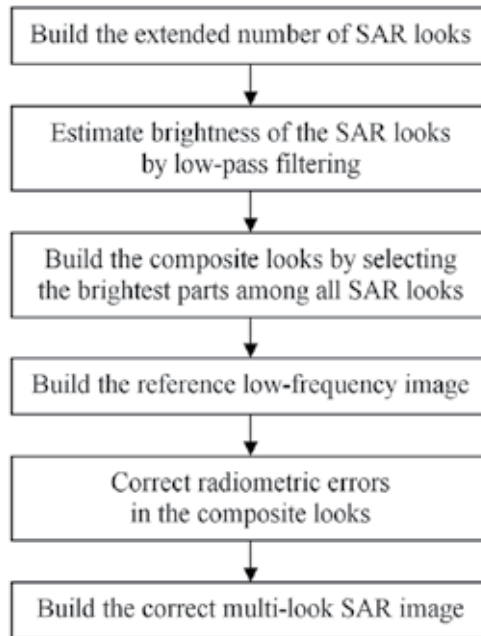 Build the extended number of SAR looks
Estimate brightness of the SAR looks
by low-pass filtering
Build the composite looks by selecting
the brightest parts among all SAR looks
Build the reference low-frequency image
Correct radiometric errors
in the composite looks
Build the correct multi-look SAR image